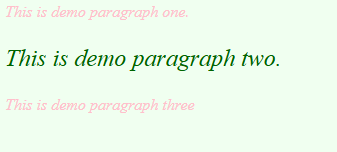 This is demo paragraph one.
This is demo paragraph two.
This is demo paragraph three